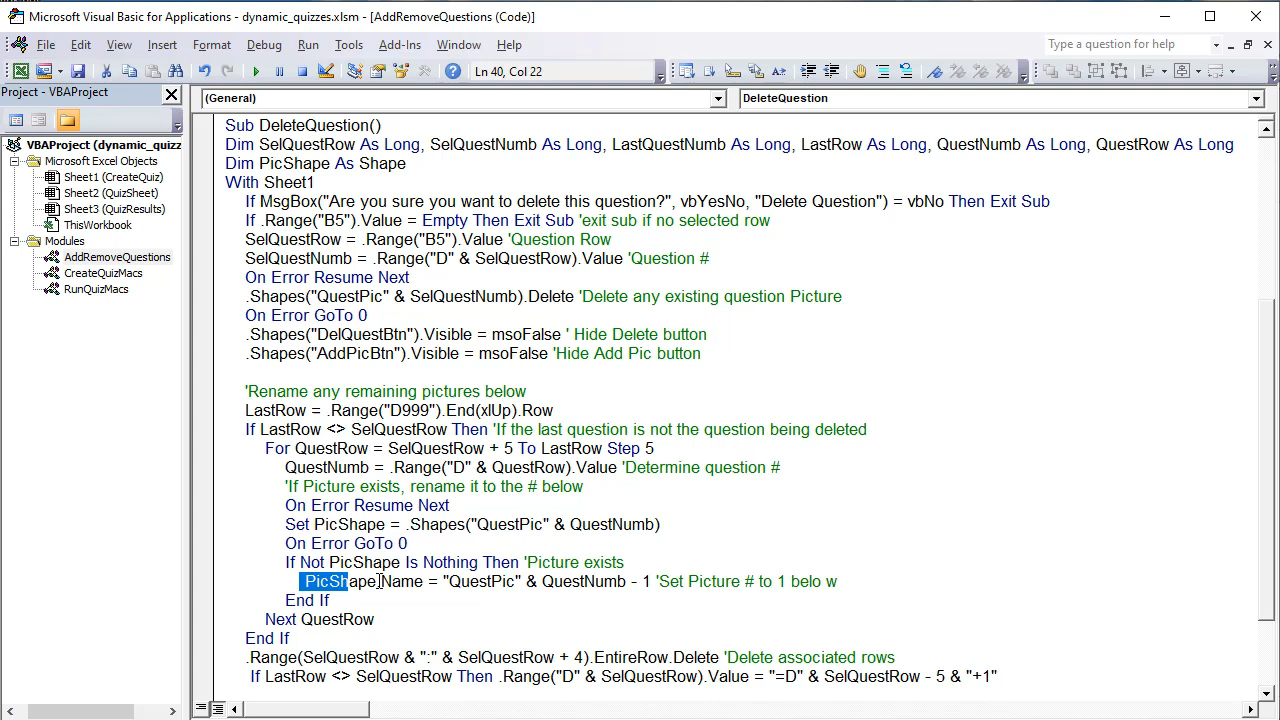 Microsoft Visual Basic for Applications - dynamic_quizzes.xlsm - [AddRemoveQuestions (Code)]
File Edit View Insert Format Debug Run Tools Add-Ins Window Help
Type a question for help
Ln 40, Col 22
Project - VBAProject
(General)
DeleteQuestion
VBAProject (dynamic_quizz
Microsoft Excel Objects
Sheet1 (CreateQuiz)
Sheet2 (QuizSheet)
Sheet3 (QuizResults)
ThisWorkbook
Modules
AddRemoveQuestions
CreateQuizMacs
RunQuizMacs
Sub DeleteQuestion()
Dim SelQuestRow As Long, SelQuestNumb As Long, LastQuestNumb As Long, LastRow As Long, QuestNumb As Long, QuestRow As Long
Dim PicShape As Shape
With Sheet1
If MsgBox("Are you sure you want to delete this question?", vbYesNo, "Delete Question") = vbNo Then Exit Sub
If .Range("B5").Value = Empty Then Exit Sub 'exit sub if no selected row
SelQuestRow = .Range("B5").Value 'Question Row
SelQuestNumb = .Range("D" & SelQuestRow).Value 'Question #
On Error Resume Next
.Shapes("QuestPic" & SelQuestNumb).Delete 'Delete any existing question Picture
On Error GoTo 0
.Shapes("DelQuestBtn").Visible = msoFalse ' Hide Delete button
.Shapes("AddPicBtn").Visible = msoFalse 'Hide Add Pic button
'Rename any remaining pictures below
LastRow = .Range("D999").End(xlUp).Row
If LastRow <> SelQuestRow Then 'If the last question is not the question being deleted
For QuestRow = SelQuestRow + 5 To LastRow Step 5
QuestNumb = .Range("D" & QuestRow).Value 'Determine question #
'If Picture exists, rename it to the # below
On Error Resume Next
Set PicShape = .Shapes("QuestPic" & QuestNumb)
On Error GoTo 0
If Not PicShape Is Nothing Then 'Picture exists
PicShape.Name = "QuestPic" & QuestNumb - 1 'Set Picture # to 1 belo w
End If
Next QuestRow
End If
.Range(SelQuestRow & ":" & SelQuestRow + 4).EntireRow.Delete 'Delete associated rows
If LastRow <> SelQuestRow Then .Range("D" & SelQuestRow).Value = "=D" & SelQuestRow - 5 & "+1"